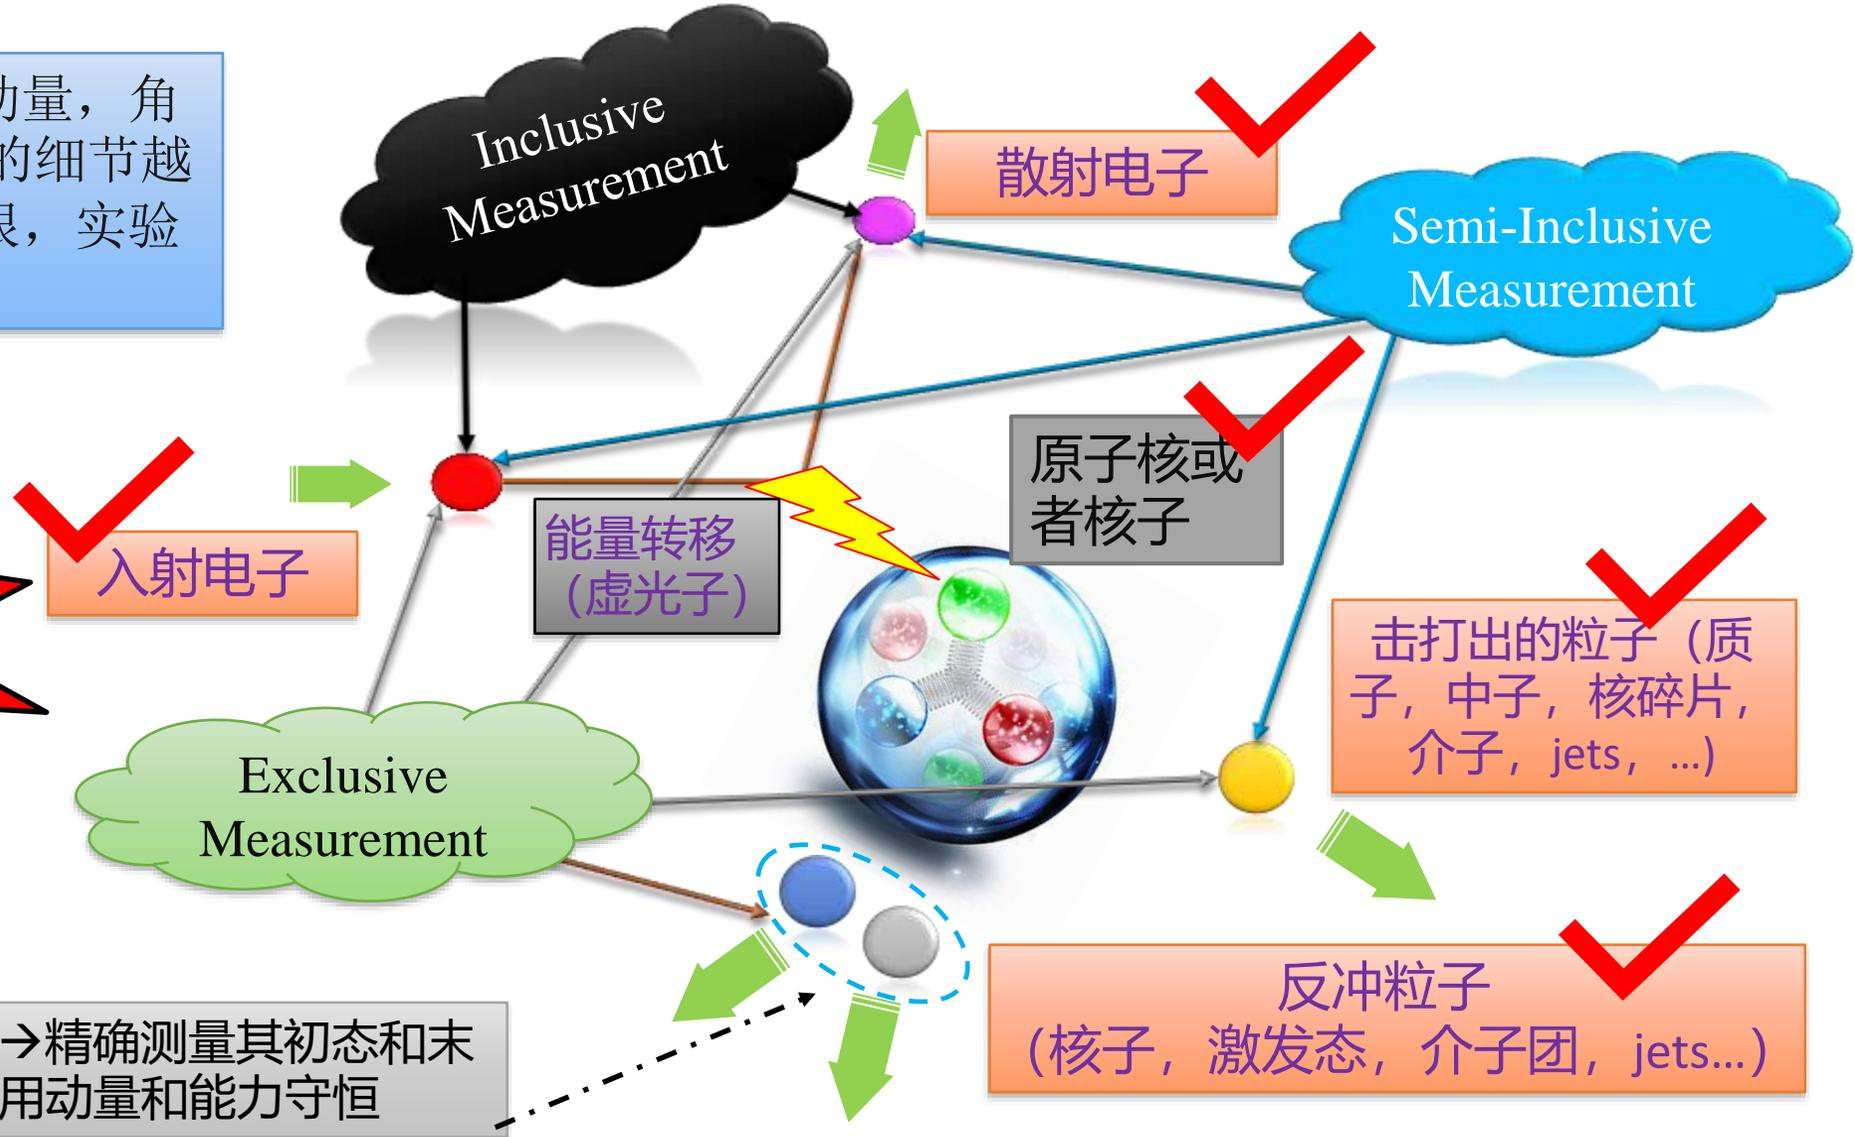 动量，角
的细节越
限，实验
Inclusive
Measurement
散射电子
Semi-Inclusive
Measurement
原子核或
者核子
入射电子
能量转移
（虚光子）
击打出的粒子（质
子，中子，核碎片，
介子，jets，...)
Exclusive
Measurement
反冲粒子
（核子，激发态，介子团，jets...）
→精确测量其初态和末
用动量和能力守恒